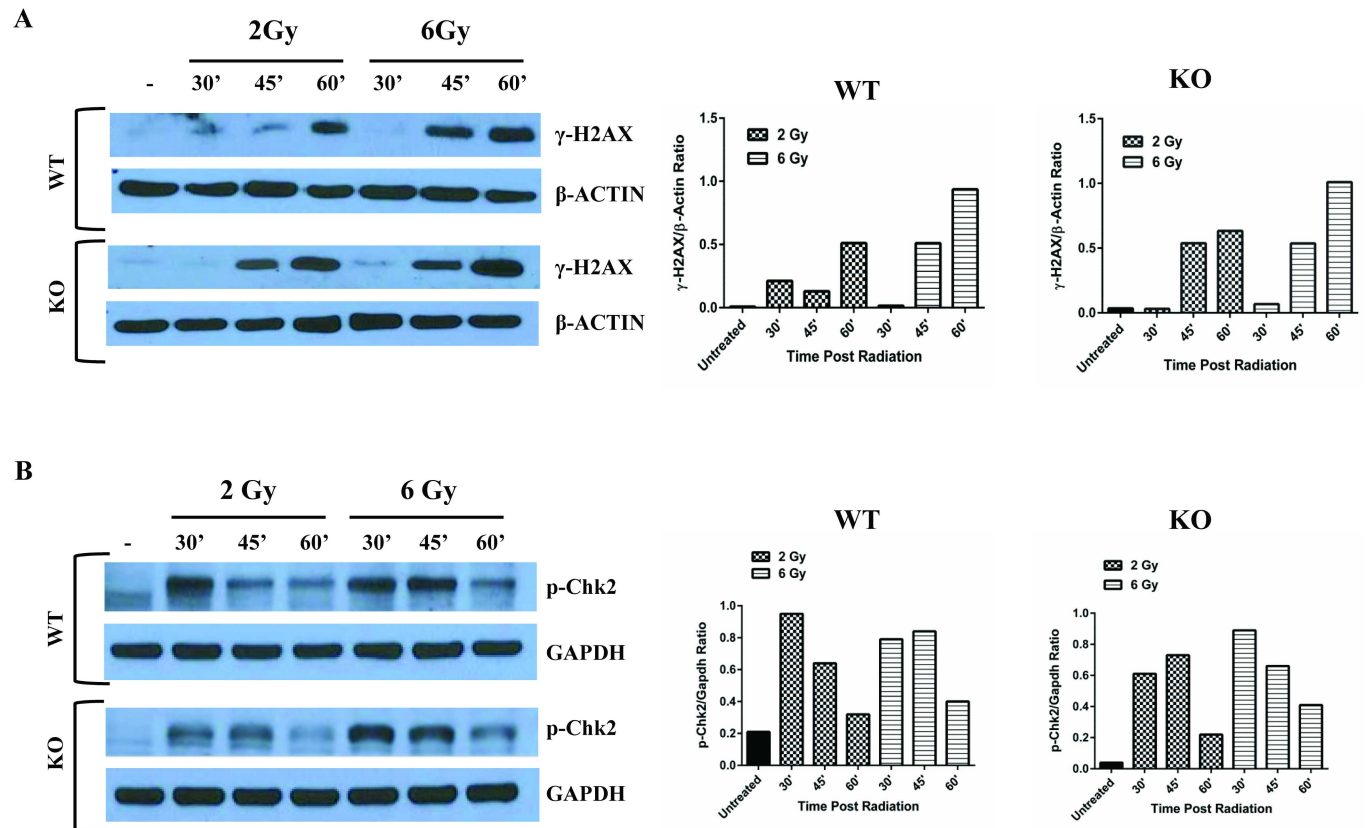 A
2Gy
6Gy
- 30’ 45’ 60’ 30’ 45’ 60’
WT
γ-H2AX
β-ACTIN
KO
γ-H2AX
β-ACTIN
WT
1.5
1.0
0.5
0.0
γ-H2AX/β-Actin Ratio
2 Gy
6 Gy
Untreated 30' 45' 60' 30' 45' 60'
Time Post Radiation
KO
1.5
1.0
0.5
0.0
γ-H2AX/β-Actin Ratio
2 Gy
6 Gy
Untreated 30' 45' 60' 30' 45' 60'
Time Post Radiation
B
2 Gy
6 Gy
- 30’ 45’ 60’ 30’ 45’ 60’
WT
p-Chk2
GAPDH
KO
p-Chk2
GAPDH
WT
2 Gy
6 Gy
1.0
0.8
0.6
0.4
0.2
0.0
p-Chk2/Gapdh Ratio
Untreated 30' 45' 60' 30' 45' 60'
Time Post Radiation
KO
2 Gy
6 Gy
1.0
0.8
0.6
0.4
0.2
0.0
p-Chk2/Gapdh Ratio
Untreated 30' 45' 60' 30' 45' 60'
Time Post Radiation